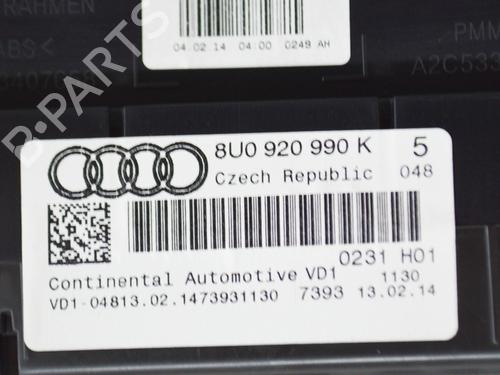 RAHMEN
ABS<
04.02.14 04:00 0249 AH
PMM
A2C533
B-PARTS
8U0 920 990 K 5
Czech Republic 048
0231 H01
Continental Automotive VD1 1130
VD1-04813.02.1473931130 7393 13.02.14